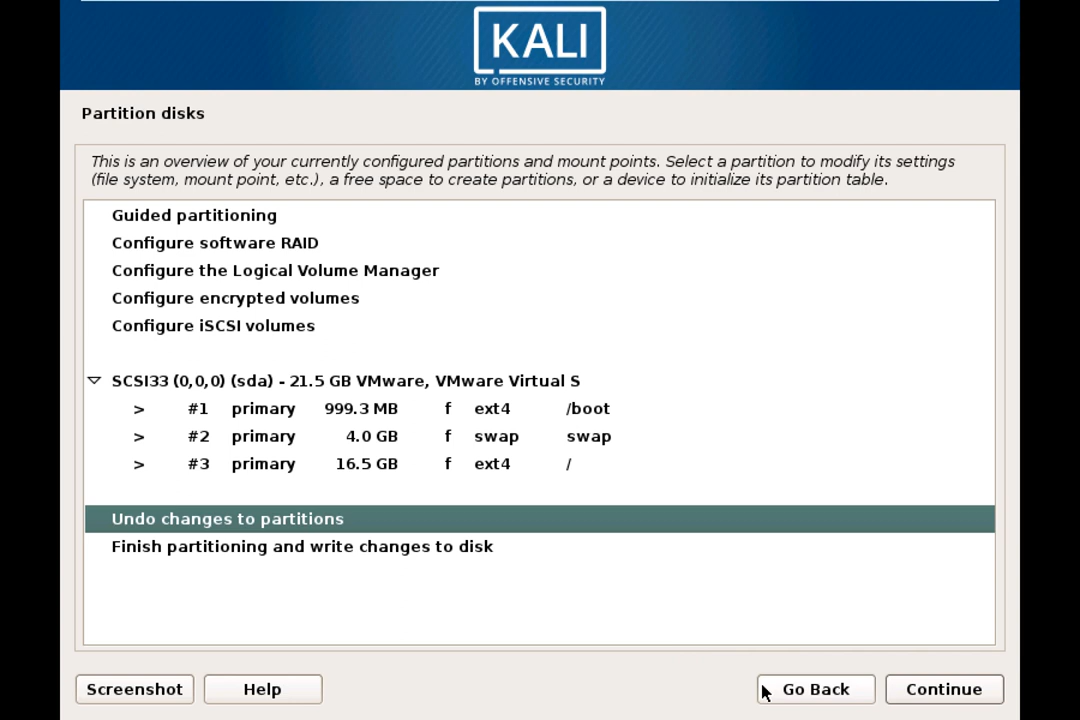 KALI
BY OFFENSIVE SECURITY
Partition disks
This is an overview of your currently configured partitions and mount points. Select a partition to modify its settings
(file system, mount point, etc.), a free space to create partitions, or a device to initialize its partition table.
Guided partitioning
Configure software RAID
Configure the Logical Volume Manager
Configure encrypted volumes
Configure iSCSI volumes
SCSI33 (0,0,0) (sda) - 21.5 GB VMware, VMware Virtual S
> #1 primary 999.3 MB f ext4 /boot
> #2 primary 4.0 GB f swap swap
> #3 primary 16.5 GB f ext4 /
Undo changes to partitions
Finish partitioning and write changes to disk
Screenshot Help Go Back Continue